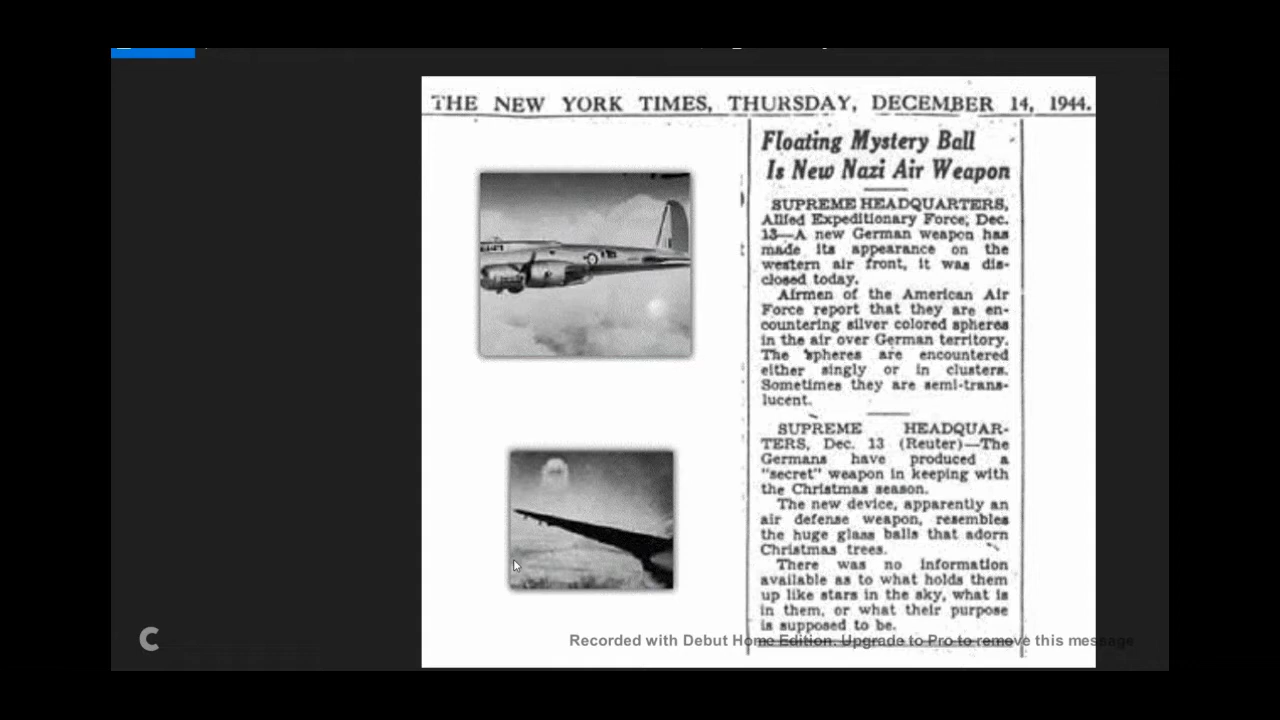 THE NEW YORK TIMES, THURSDAY, DECEMBER 14, 1944.
Floating Mystery Ball
Is New Nazi Air Weapon
SUPREME HEADQUARTERS,
Allied Expeditionary Force, Dec.
13—A new German weapon has
made its appearance on the
western air front, it was dis-
closed today.
Airmen of the American Air
Force report that they are en-
countering silver colored spheres
in the air over German territory.
The spheres are encountered
either singly or in clusters.
Sometimes they are semi-trans-
lucent.
SUPREME HEADQUAR-
TERS, Dec. 13 (Reuter)—The
Germans have produced a
"secret" weapon in keeping with
the Christmas season.
The new device, apparently an
air defense weapon, resembles
the huge glass balls that adorn
Christmas trees.
There was no information
available as to what holds them
up like stars in the sky, what is
in them, or what their purpose
is supposed to be.
C
Recorded with Debut Home Edition. Upgrade to Pro to remove this message